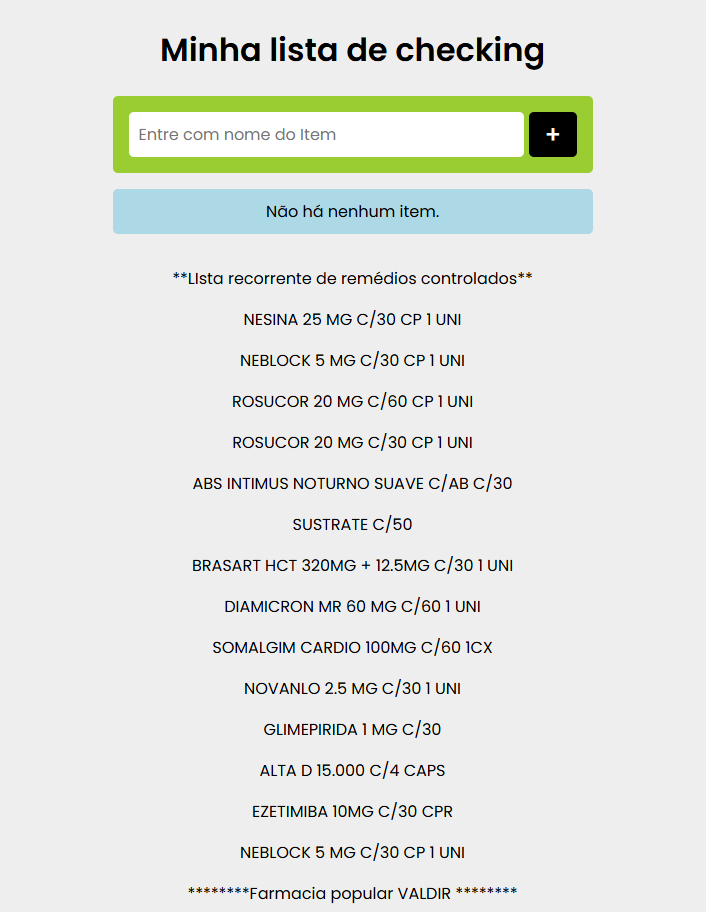 Minha lista de checking
Entre com nome do Item
+
Não há nenhum item.
**LIsta recorrente de remédios controlados**
NESINA 25 MG C/30 CP 1 UNI
NEBLOCK 5 MG C/30 CP 1 UNI
ROSUCOR 20 MG C/60 CP 1 UNI
ROSUCOR 20 MG C/30 CP 1 UNI
ABS INTIMUS NOTURNO SUAVE C/AB C/30
SUSTRATE C/50
BRASART HCT 320MG + 12.5MG C/30 1 UNI
DIAMICRON MR 60 MG C/60 1 UNI
SOMALGIM CARDIO 100MG C/60 1CX
NOVANLO 2.5 MG C/30 1 UNI
GLIMEPIRIDA 1 MG C/30
ALTA D 15.000 C/4 CAPS
EZETIMIBA 10MG C/30 CPR
NEBLOCK 5 MG C/30 CP 1 UNI
********Farmacia popular VALDIR ********